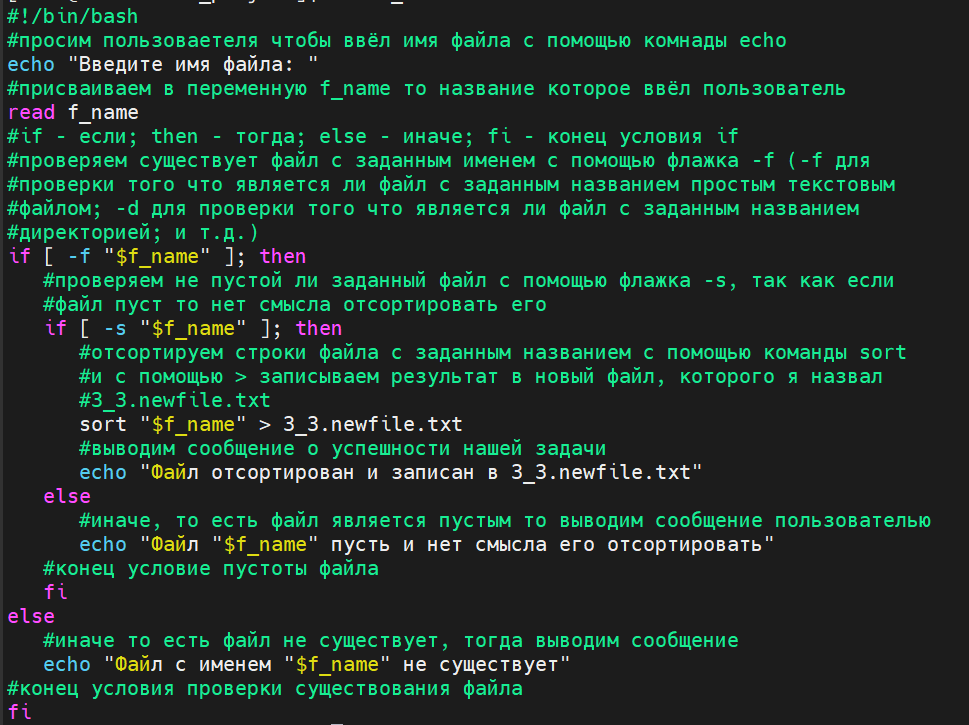 #!/bin/bash
#просим пользоваетеля чтобы ввёл имя файла с помощью комнады echo
echo "Введите имя файла: "
#присваиваем в переменную f_name то название которое ввёл пользователь
read f_name
#if - если; then - тогда; else - иначе; fi - конец условия if
#проверяем существует файл с заданным именем с помощью флажка -f (-f для
#проверки того что является ли файл с заданным названием простым текстовым
#файлом; -d для проверки того что является ли файл с заданным названием
#директорией; и т.д.)
if [ -f "$f_name" ]; then
   #проверяем не пустой ли заданный файл с помощью флажка -s, так как если
   #файл пуст то нет смысла отсортировать его
   if [ -s "$f_name" ]; then
      #отсортируем строки файла с заданным названием с помощью команды sort
      #и с помощью > записываем результат в новый файл, которого я назвал
      #3_3.newfile.txt
      sort "$f_name" > 3_3.newfile.txt
      #выводим сообщение о успешности нашей задачи
      echo "Файл отсортирован и записан в 3_3.newfile.txt"
   else
      #иначе, то есть файл является пустым то выводим сообщение пользователью
      echo "Файл "$f_name" пусть и нет смысла его отсортировать"
   #конец условие пустоты файла
   fi
else
   #иначе то есть файл не существует, тогда выводим сообщение
   echo "Файл с именем "$f_name" не существует"
#конец условия проверки существования файла
fi